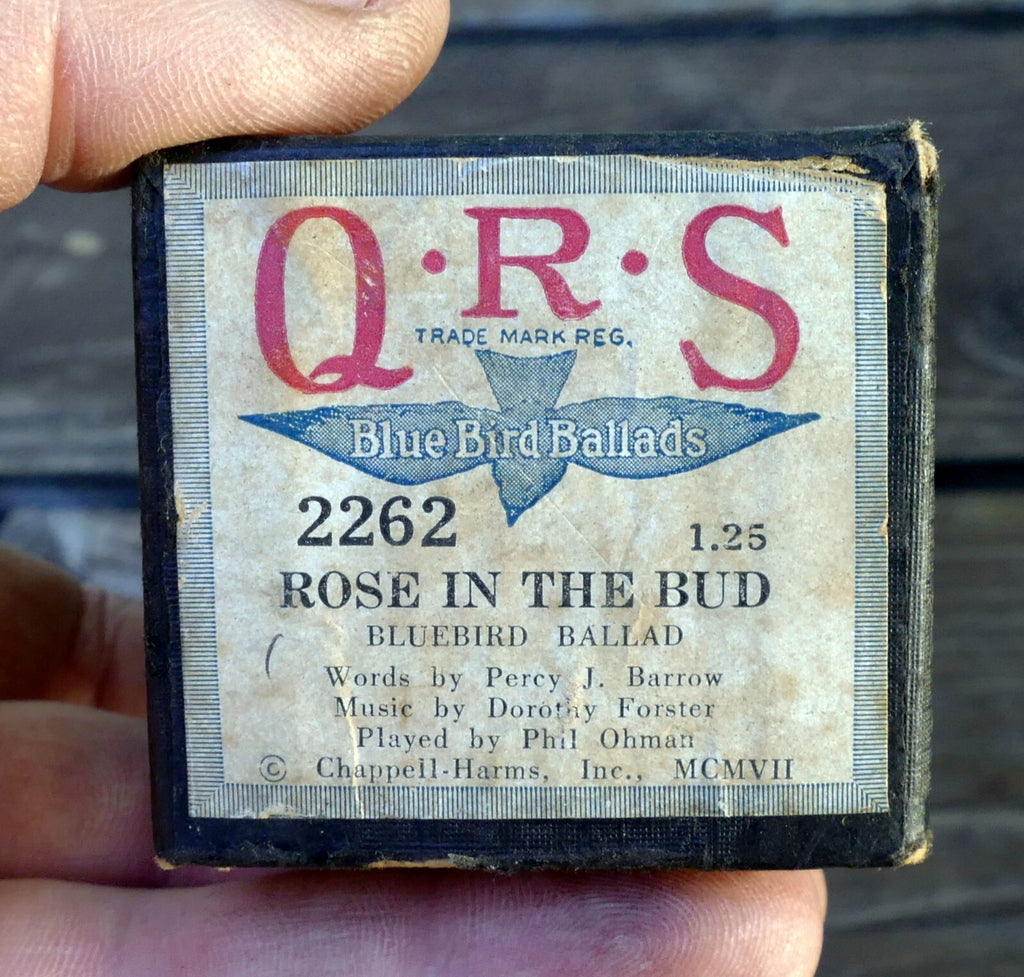 Q·R·S
TRADE MARK REG.
Blue Bird Ballads
2262 1.25
ROSE IN THE BUD
BLUEBIRD BALLAD
Words by Percy J. Barrow
Music by Dorothy Forster
Played by Phil Ohman
© Chappell-Harms, Inc., MCMVII